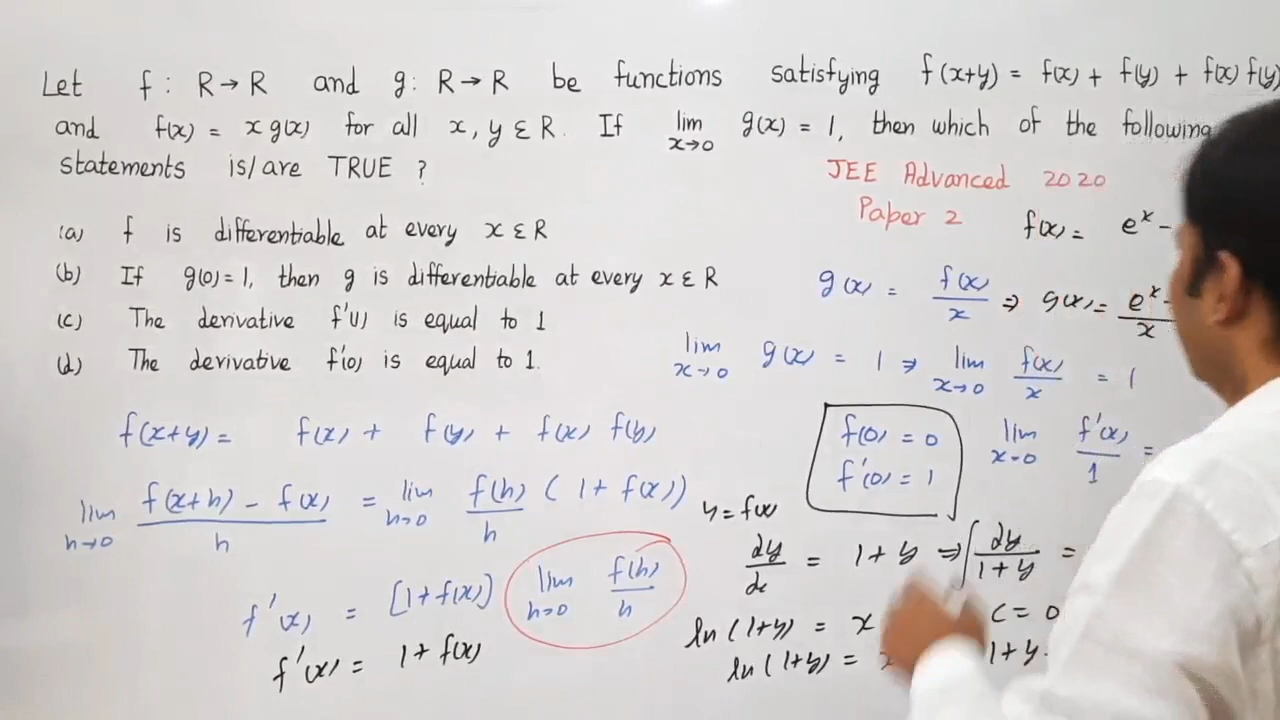 Let f : R → R and g : R → R be functions satisfying f(x+y) = f(x) + f(y) + f(x) f(y)
and f(x) = x g(x) for all x, y ε R. If lim x→0 g(x) = 1, then which of the following
statements is/are TRUE ?
JEE Advanced 2020
Paper 2
(a) f is differentiable at every x ε R
(b) If g(0) = 1, then g is differentiable at every x ε R
(c) The derivative f'(1) is equal to 1
(d) The derivative f'(0) is equal to 1.
f(x) = e^x -
g(x) = f(x)/x ⇒ g(x) = e^x - / x
lim x→0 g(x) = 1 ⇒ lim x→0 f(x)/x = 1
f(0) = 0
f'(0) = 1
lim x→0 f'(x)/1 =
f(x+y) = f(x) + f(y) + f(x) f(y)
lim h→0 f(x+h) - f(x) / h = lim h→0 f(h)/h (1 + f(x))
f'(x) = [1 + f(x)] lim h→0 f(h)/h
f'(x) = 1 + f(x)
y = f(x)
dy/dx = 1 + y ⇒ ∫ dy/1+y =
ln(1+y) = x
C = 0
ln(1+y) =
1+y